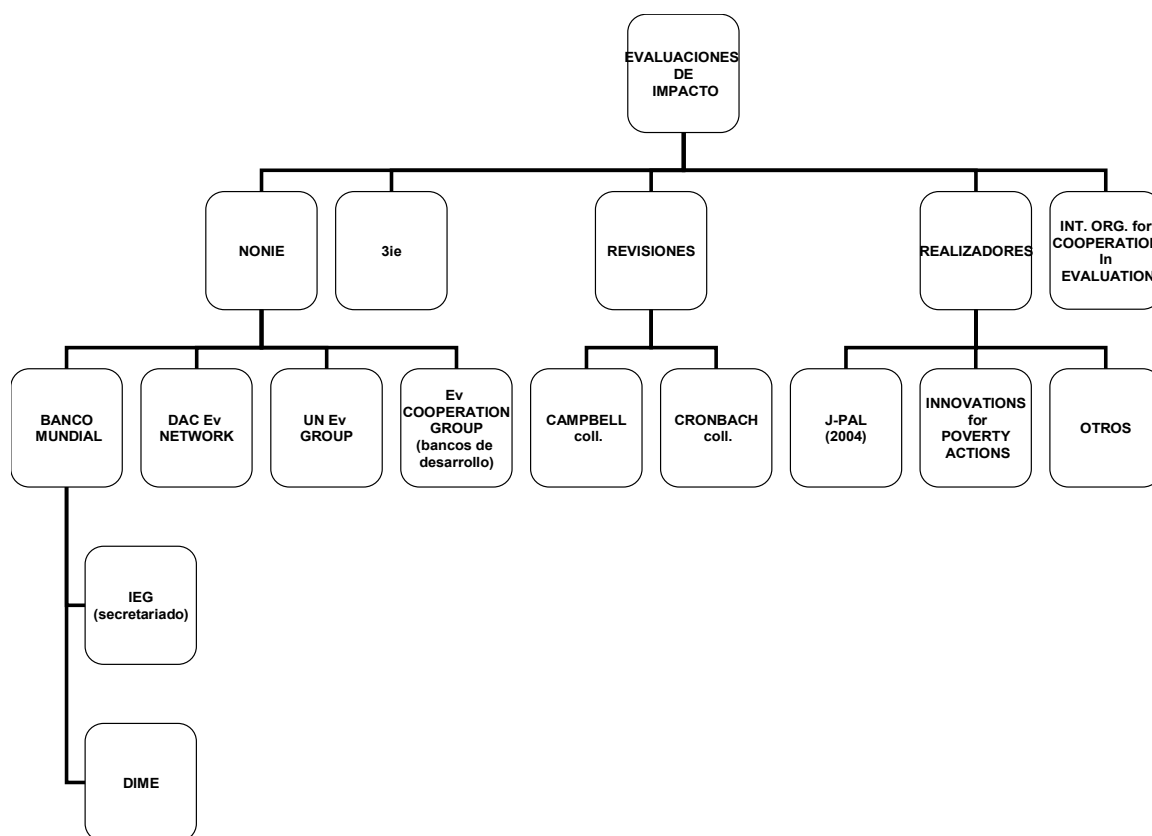 EVALUACIONES
DE
IMPACTO
NONIE
3ie
REVISIONES
REALIZADORES
INT. ORG. for
COOPERATION
In
EVALUATION
BANCO
MUNDIAL
DAC Ev
NETWORK
UN Ev
GROUP
Ev
COOPERATION
GROUP
(bancos de
desarrollo)
CAMPBELL
coll.
CRONBACH
coll.
J-PAL
(2004)
INNOVATIONS
for
POVERTY
ACTIONS
OTROS
IEG
(secretariado)
DIME